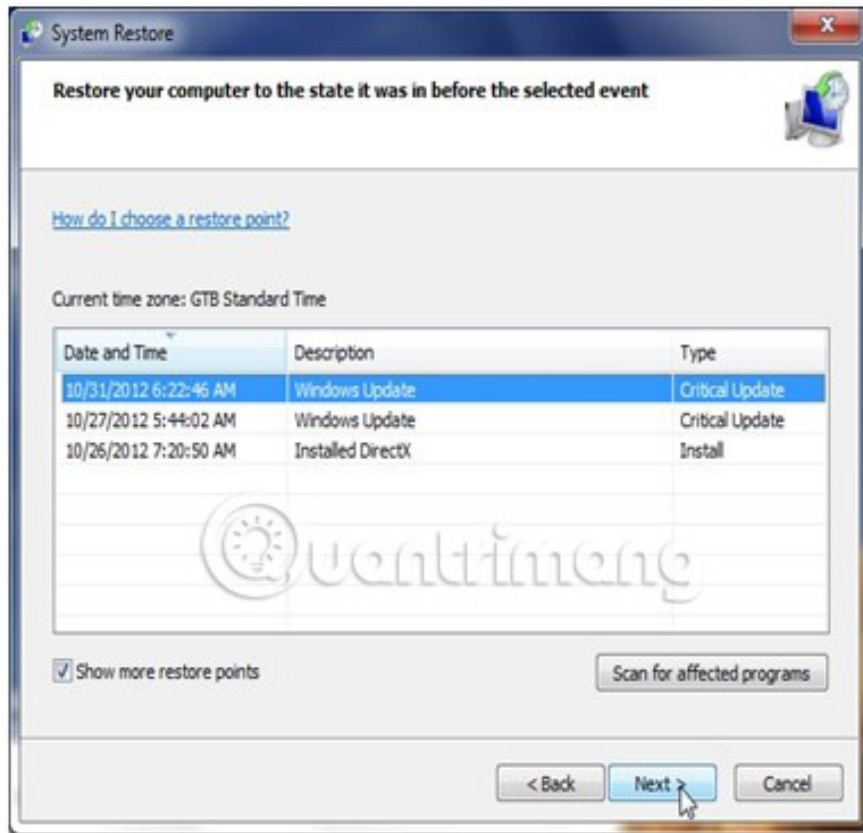 System Restore
Restore your computer to the state it was in before the selected event
How do I choose a restore point?
Current time zone: GTB Standard Time
Date and Time Description Type
10/31/2012 6:22:46 AM Windows Update Critical Update
10/27/2012 5:44:02 AM Windows Update Critical Update
10/26/2012 7:20:50 AM Installed DirectX Install
Quantrimang
Show more restore points Scan for affected programs
< Back Next > Cancel